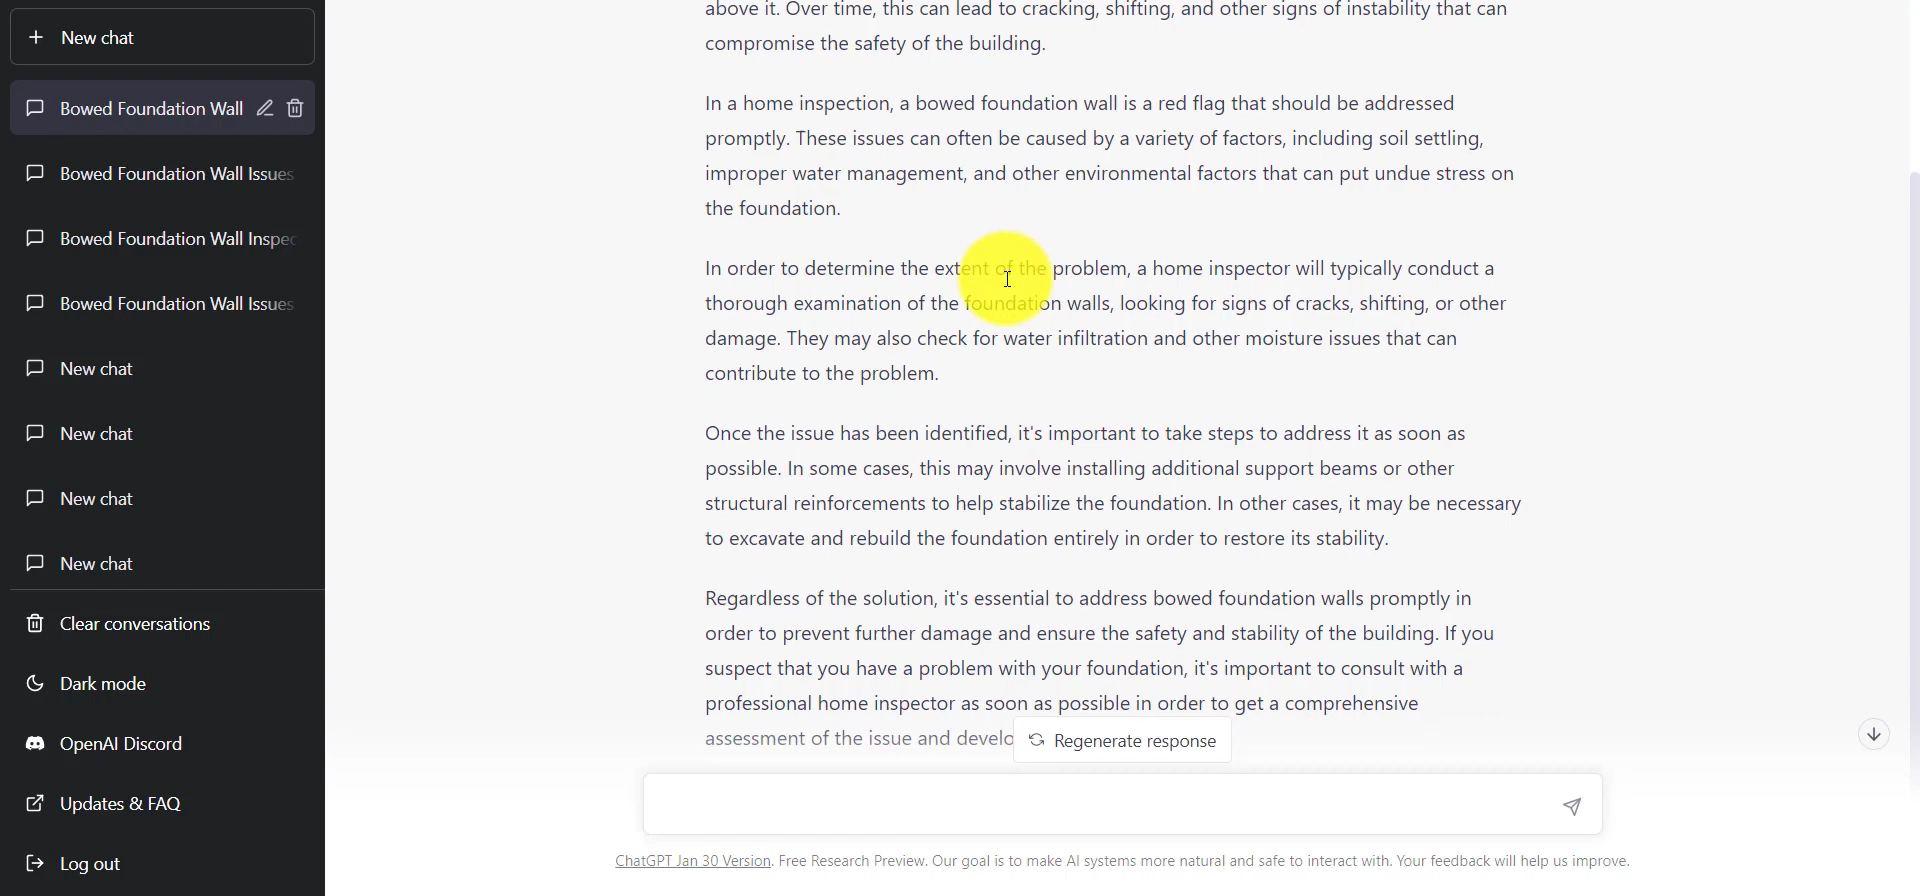 New chat
Bowed Foundation Wall
Bowed Foundation Wall Issues
Bowed Foundation Wall Inspec
Bowed Foundation Wall Issues
New chat
New chat
New chat
New chat
Clear conversations
Dark mode
OpenAI Discord
Updates & FAQ
Log out
above it. Over time, this can lead to cracking, shifting, and other signs of instability that can
compromise the safety of the building.
In a home inspection, a bowed foundation wall is a red flag that should be addressed
promptly. These issues can often be caused by a variety of factors, including soil settling,
improper water management, and other environmental factors that can put undue stress on
the foundation.
In order to determine the extent of the problem, a home inspector will typically conduct a
thorough examination of the foundation walls, looking for signs of cracks, shifting, or other
damage. They may also check for water infiltration and other moisture issues that can
contribute to the problem.
Once the issue has been identified, it's important to take steps to address it as soon as
possible. In some cases, this may involve installing additional support beams or other
structural reinforcements to help stabilize the foundation. In other cases, it may be necessary
to excavate and rebuild the foundation entirely in order to restore its stability.
Regardless of the solution, it's essential to address bowed foundation walls promptly in
order to prevent further damage and ensure the safety and stability of the building. If you
suspect that you have a problem with your foundation, it's important to consult with a
professional home inspector as soon as possible in order to get a comprehensive
assessment of the issue and develo
Regenerate response
ChatGPT Jan 30 Version. Free Research Preview. Our goal is to make AI systems more natural and safe to interact with. Your feedback will help us improve.